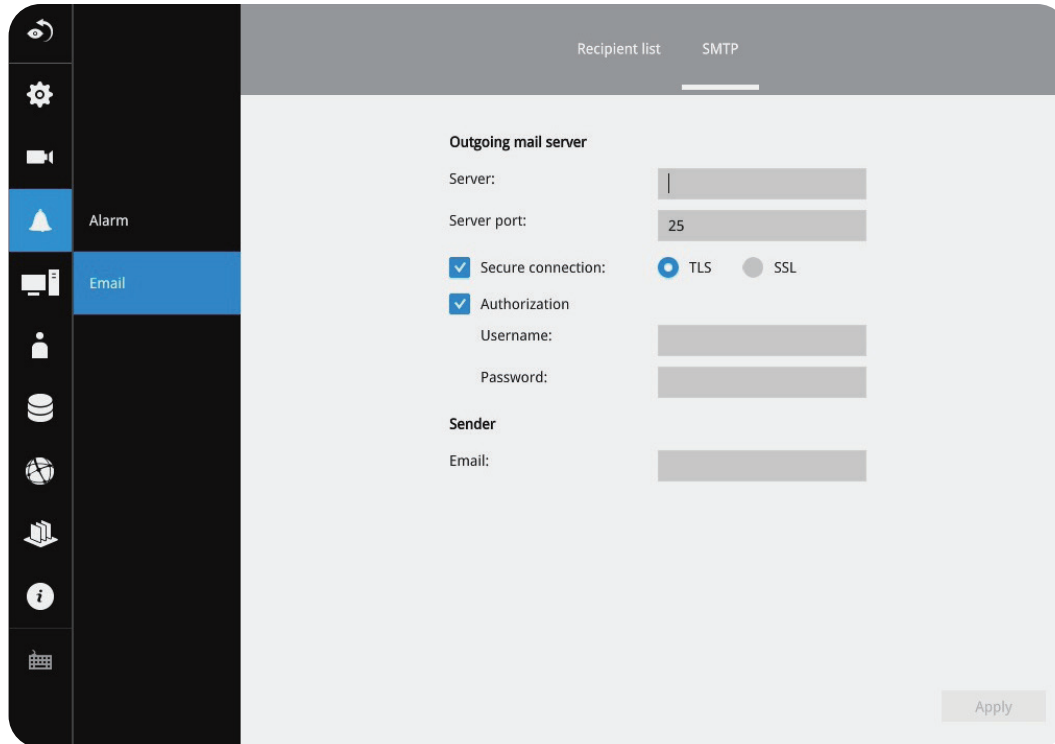 Recipient list SMTP
Outgoing mail server
Server:
Server port: 25
Alarm
Secure connection: TLS SSL
Email
Authorization
Username:
Password:
Sender
Email:
Apply